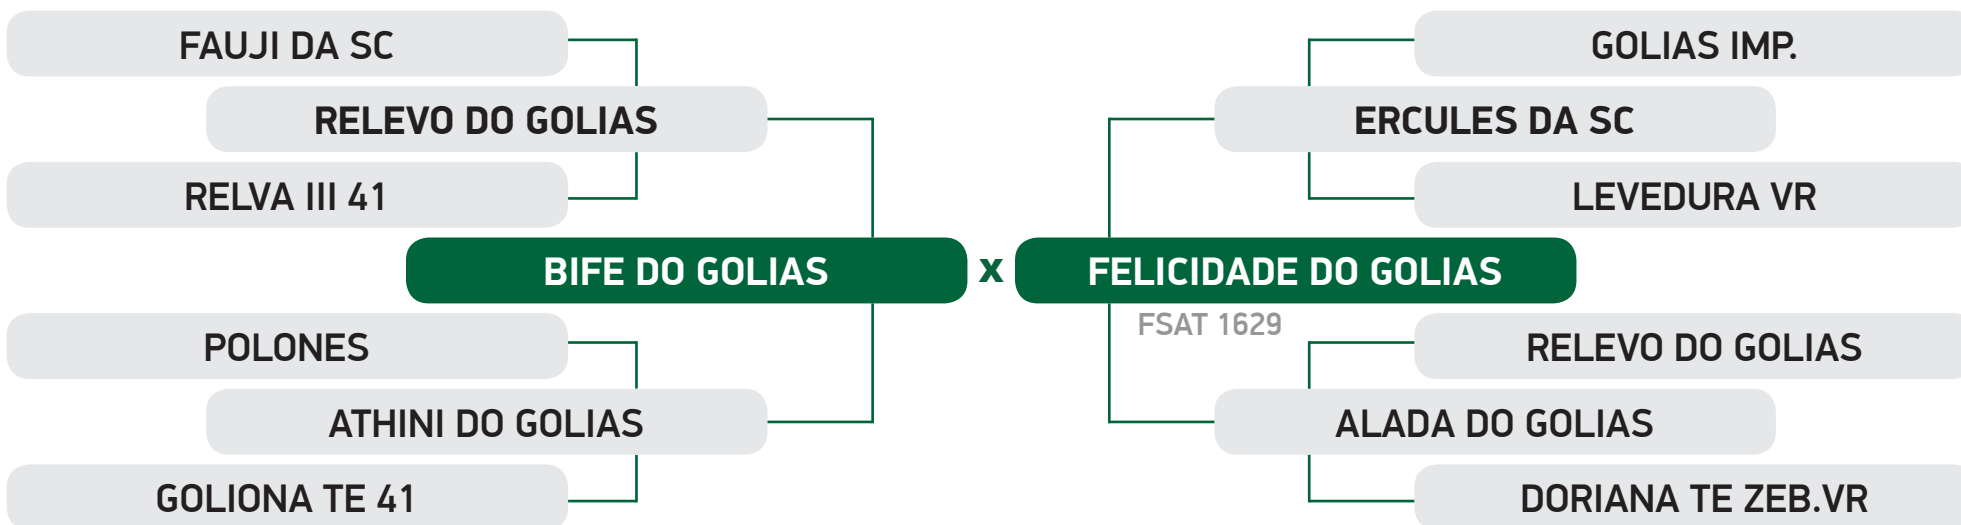 FAUJI DA SC
GOLIAS IMP.
RELEVO DO GOLIAS
ERCULES DA SC
RELVA III 41
LEVEDURA VR
BIFE DO GOLIAS x FELICIDADE DO GOLIAS
FSAT 1629
POLONES
RELEVO DO GOLIAS
ATHINI DO GOLIAS
ALADA DO GOLIAS
GOLIONA TE 41
DORIANA TE ZEB.VR